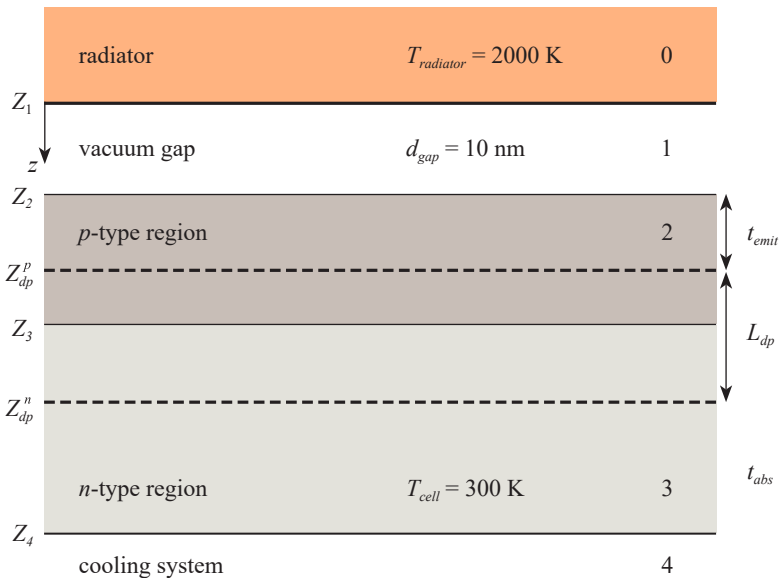 radiator T_radiator = 2000 K 0
Z_1
vacuum gap d_gap = 10 nm 1
z
Z_2
p-type region 2
t_emit
Z_dp^p
Z_3
L_dp
Z_dp^n
n-type region T_cell = 300 K 3
t_abs
Z_4
cooling system 4